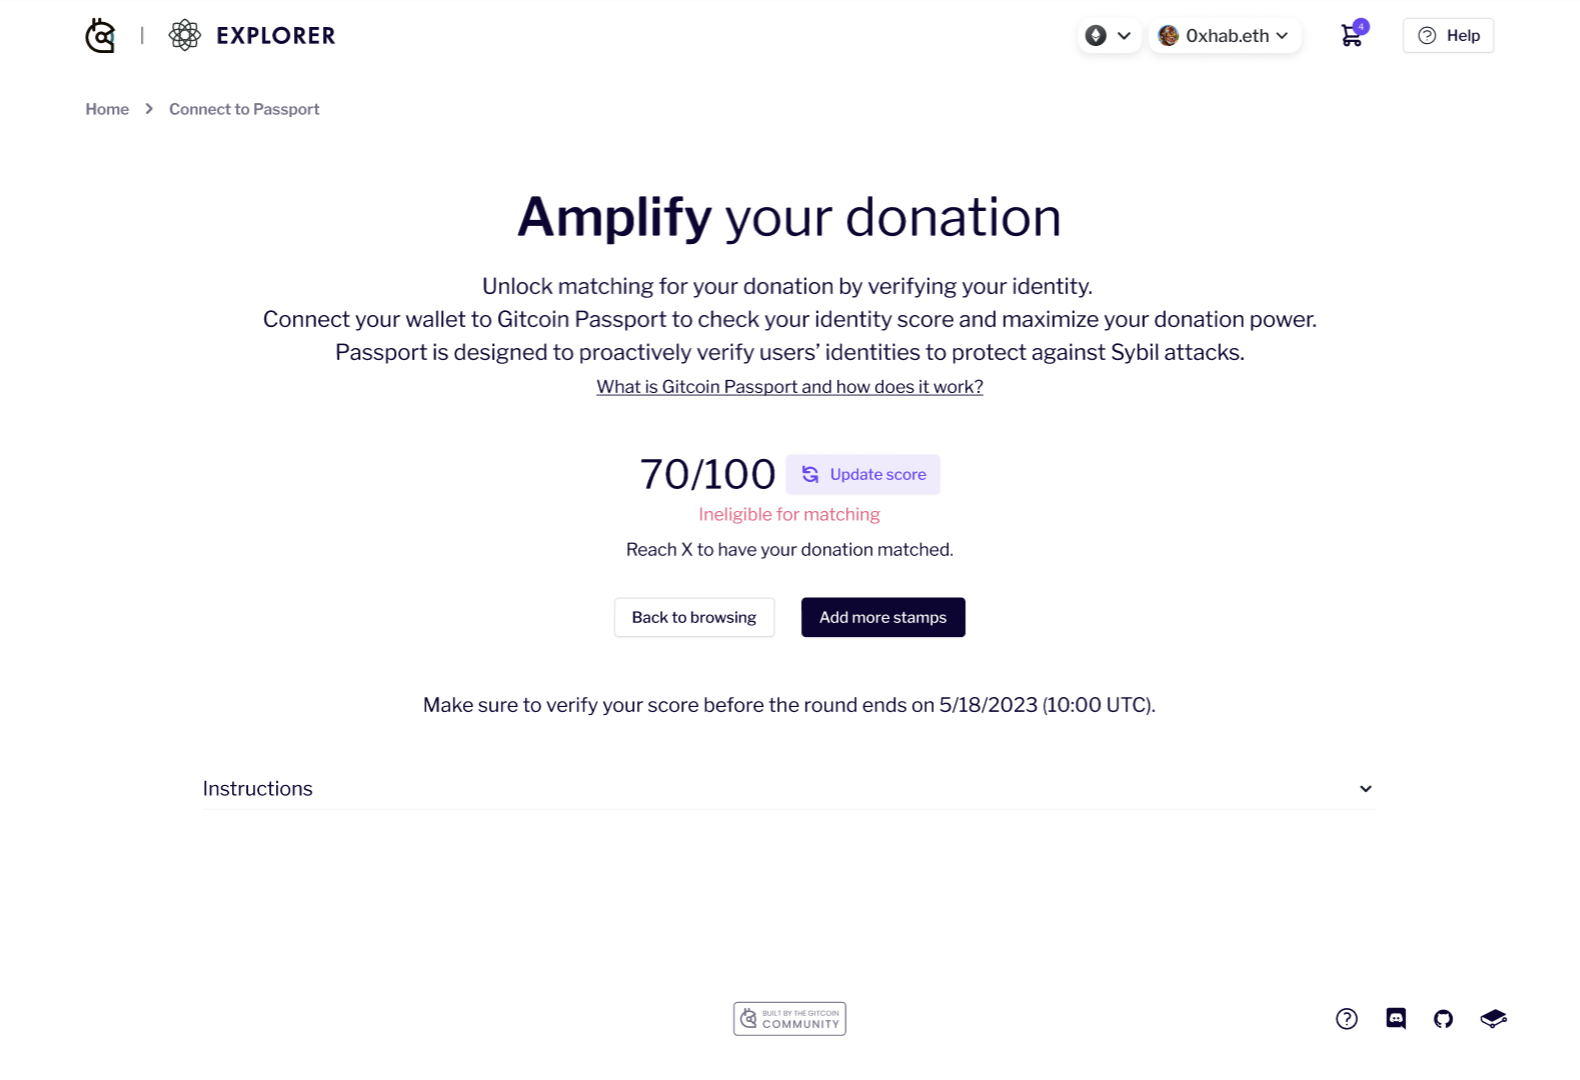 EXPLORER
0xhab.eth
4
Help
Home
Connect to Passport
Amplify your donation
Unlock matching for your donation by verifying your identity.
Connect your wallet to Gitcoin Passport to check your identity score and maximize your donation power.
Passport is designed to proactively verify users’ identities to protect against Sybil attacks.
What is Gitcoin Passport and how does it work?
70/100
Update score
Ineligible for matching
Reach X to have your donation matched.
Back to browsing
Add more stamps
Make sure to verify your score before the round ends on 5/18/2023 (10:00 UTC).
Instructions
BUILT BY THE GITCOIN
COMMUNITY